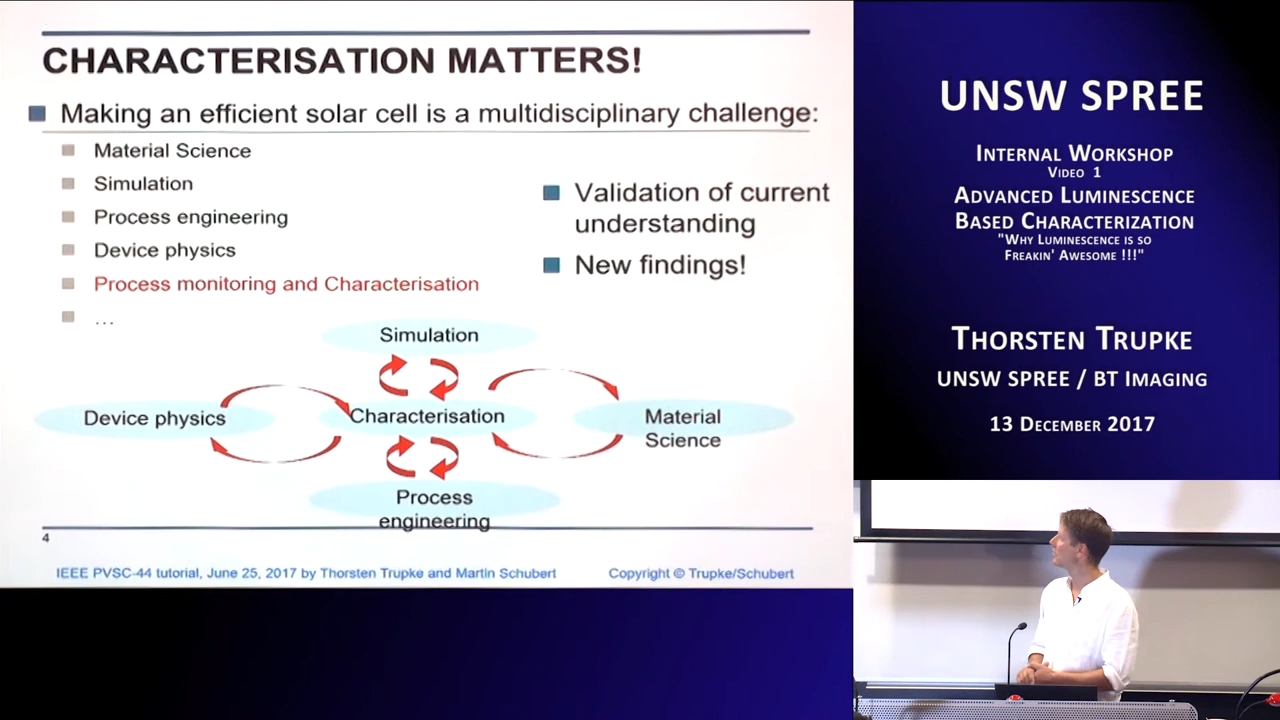 CHARACTERISATION MATTERS!
Making an efficient solar cell is a multidisciplinary challenge:
Material Science
Simulation
Process engineering
Device physics
Process monitoring and Characterisation
...
Validation of current
understanding
New findings!
Simulation
Device physics
Characterisation
Material
Science
Process
engineering
4
IEEE PVSC-44 tutorial, June 25, 2017 by Thorsten Trupke and Martin Schubert
Copyright © Trupke/Schubert
UNSW SPREE
INTERNAL WORKSHOP
VIDEO 1
ADVANCED LUMINESCENCE
BASED CHARACTERIZATION
"WHY LUMINESCENCE IS SO
FREAKIN' AWESOME !!!"
THORSTEN TRUPKE
UNSW SPREE / BT IMAGING
13 DECEMBER 2017